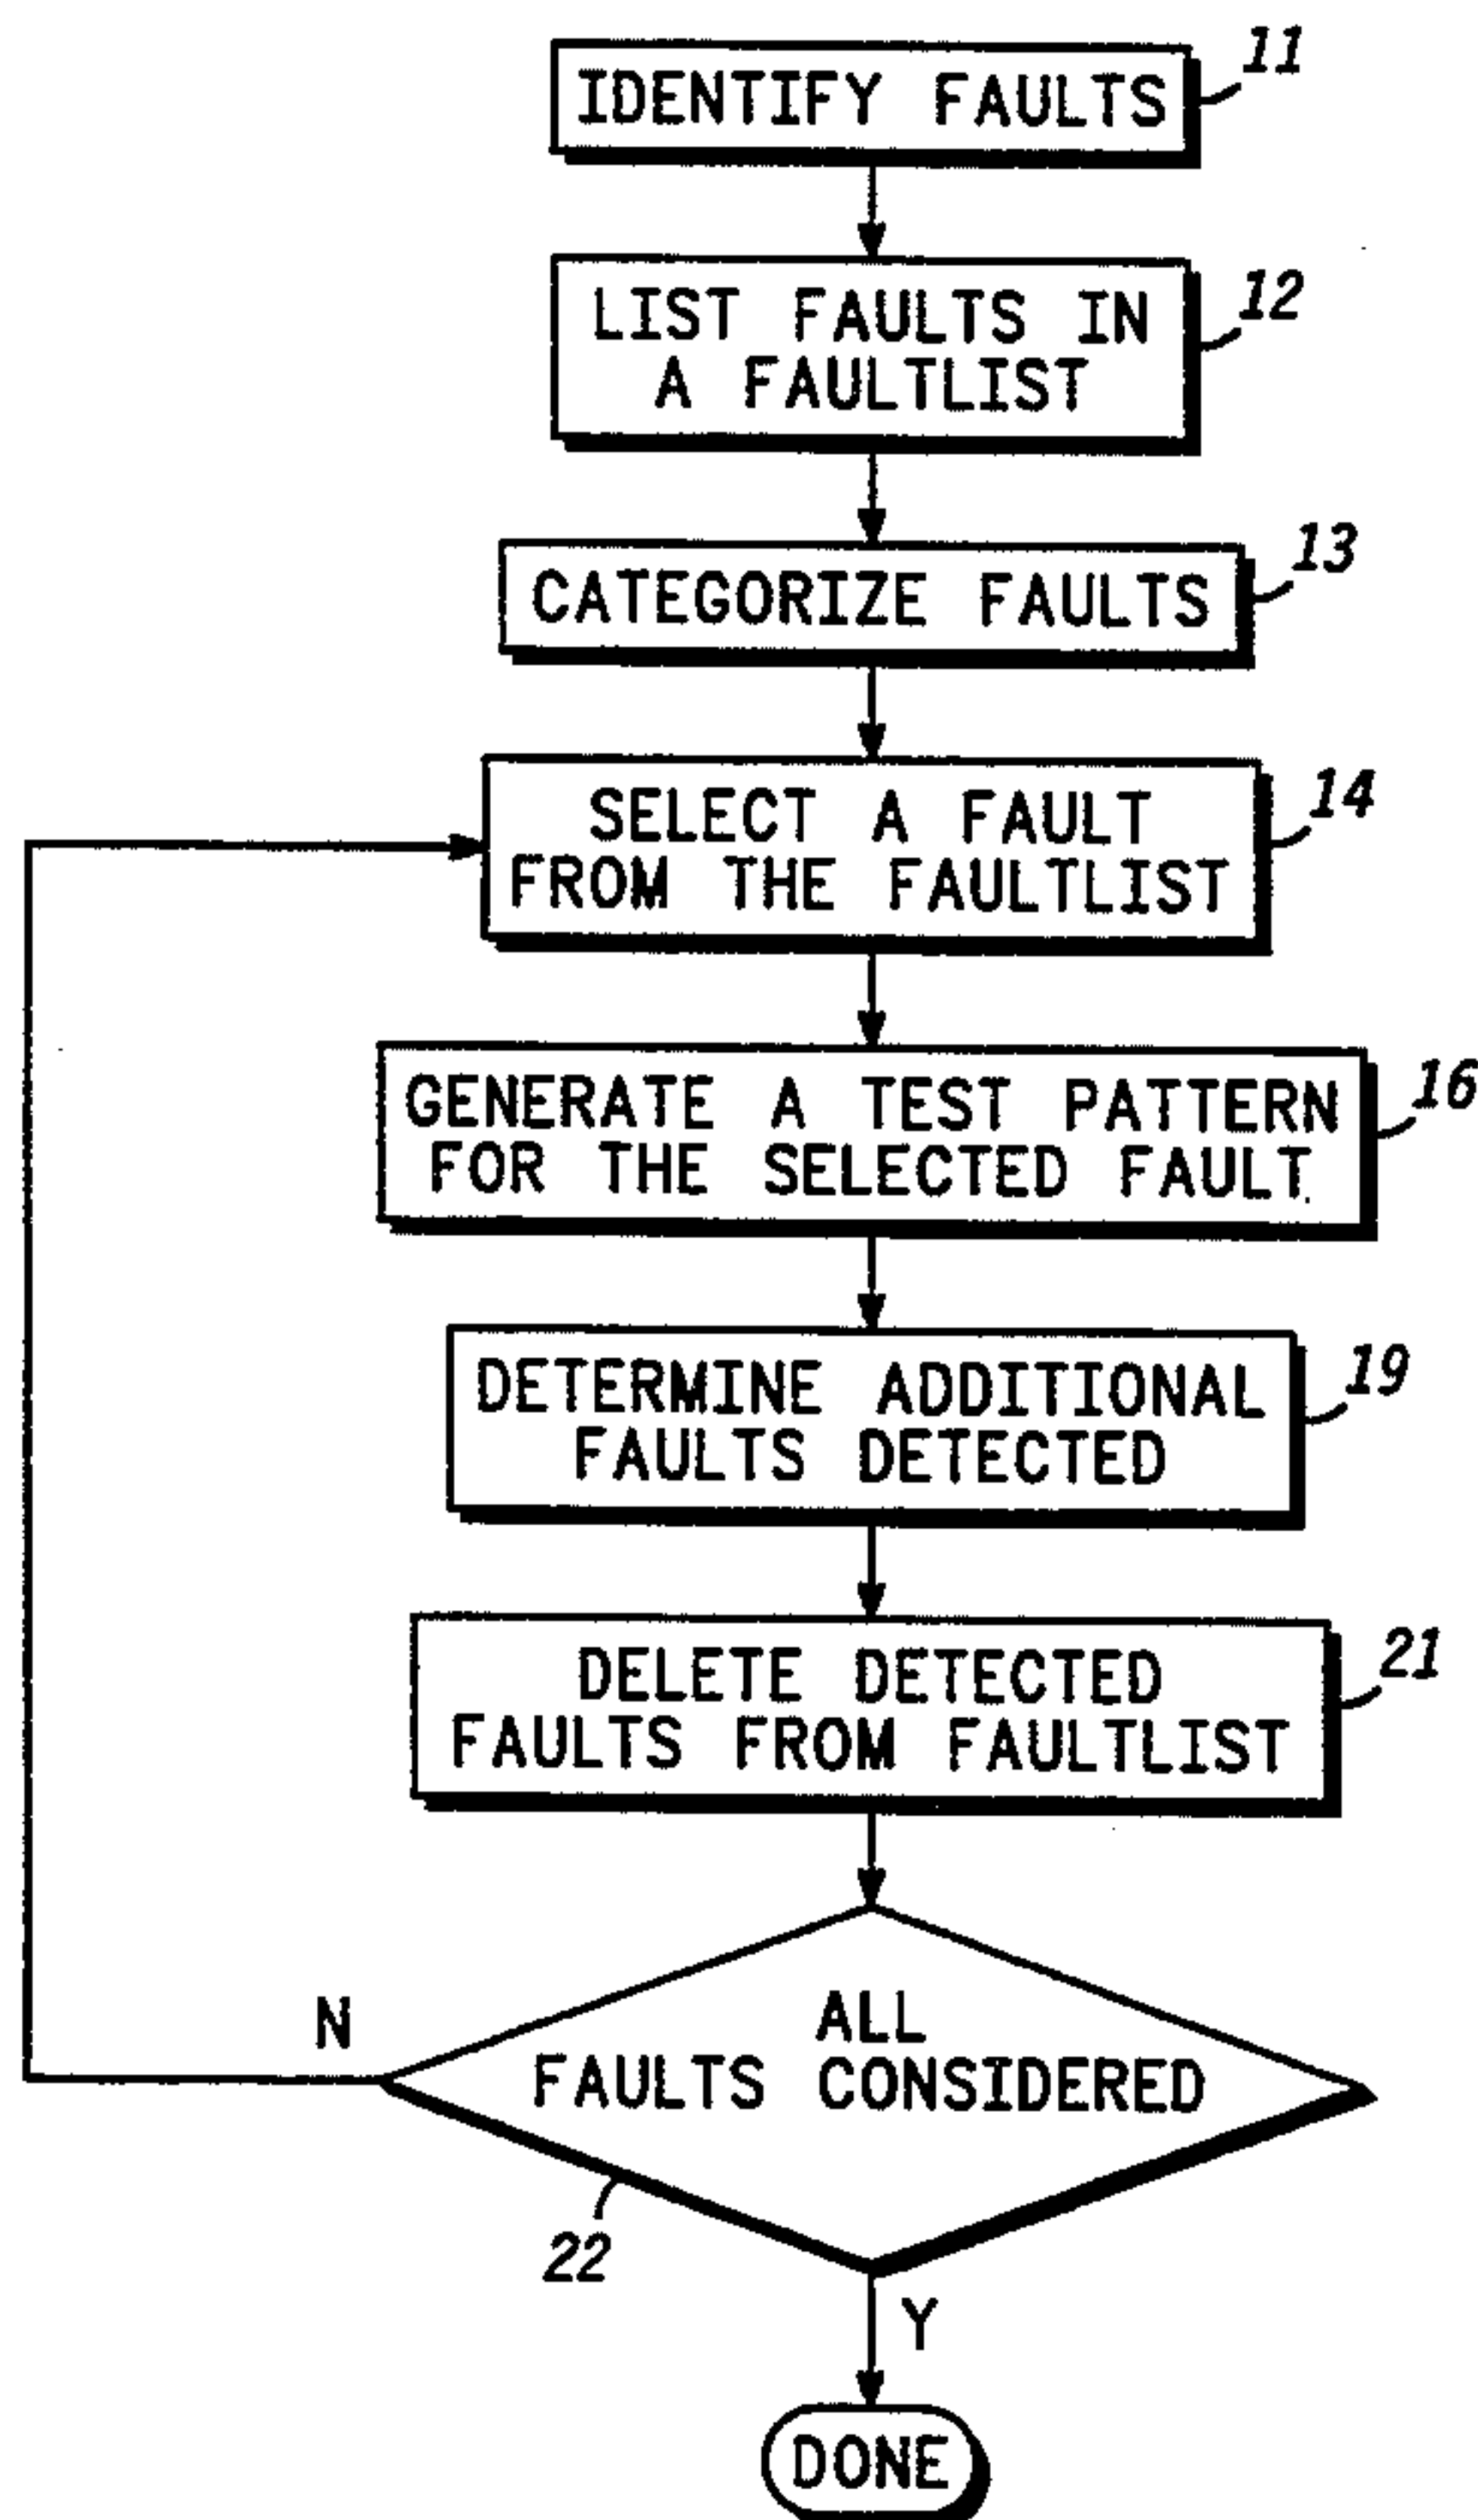 IDENTIFY FAULTS
11
LIST FAULTS IN
A FAULTLIST
12
CATEGORIZE FAULTS
13
SELECT A FAULT
FROM THE FAULTLIST
14
GENERATE A TEST PATTERN
FOR THE SELECTED FAULT
16
DETERMINE ADDITIONAL
FAULTS DETECTED
19
DELETE DETECTED
FAULTS FROM FAULTLIST
21
ALL
FAULTS CONSIDERED
N
22
Y
DONE